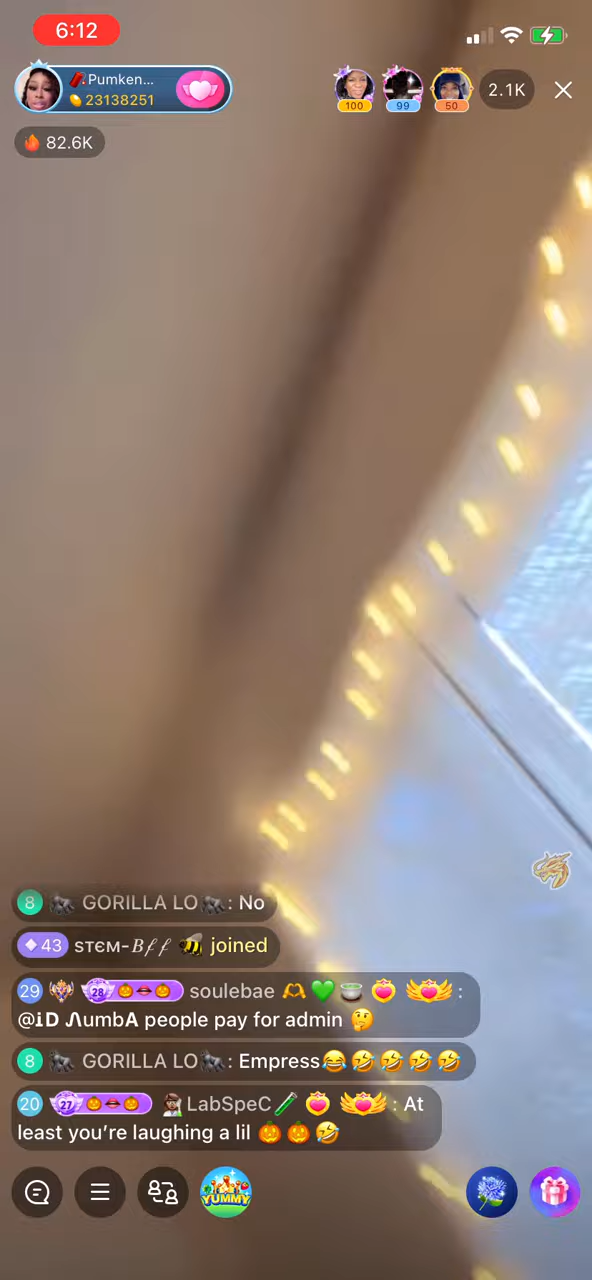 6:12
Pumken...
23138251
100
99
50
2.1K
82.6K
8 GORILLA LO: No
43 sтєм-𝐵𝒻𝒻 🐝 joined
29 28 🎃👄🎃 soulebae 🫶💚🍵 :
people pay for admin 🤔
8 🦍 GORILLA LO🦍: Empress😂🤣🤣🤣🤣
20 27 🎃👄🎃 LabSpeC🧪 : At
least you’re laughing a lil 🎃🎃🤣
YUMMY